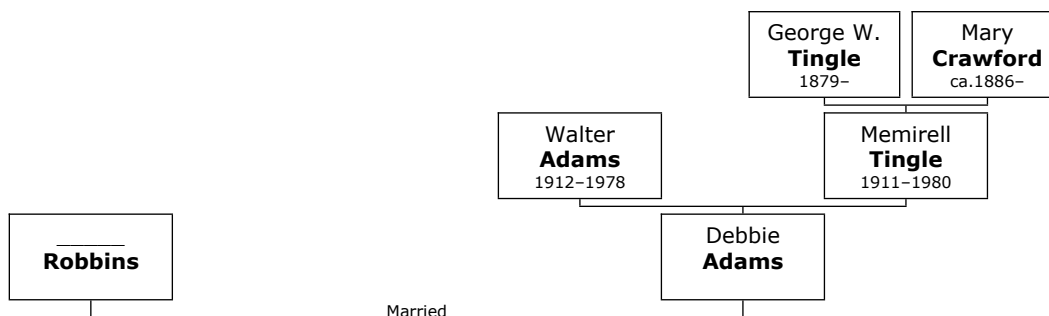 George W.
Tingle
1879–
Mary
Crawford
ca.1886–
Walter
Adams
1912–1978
Memirell
Tingle
1911–1980
______
Robbins
Debbie
Adams
Married